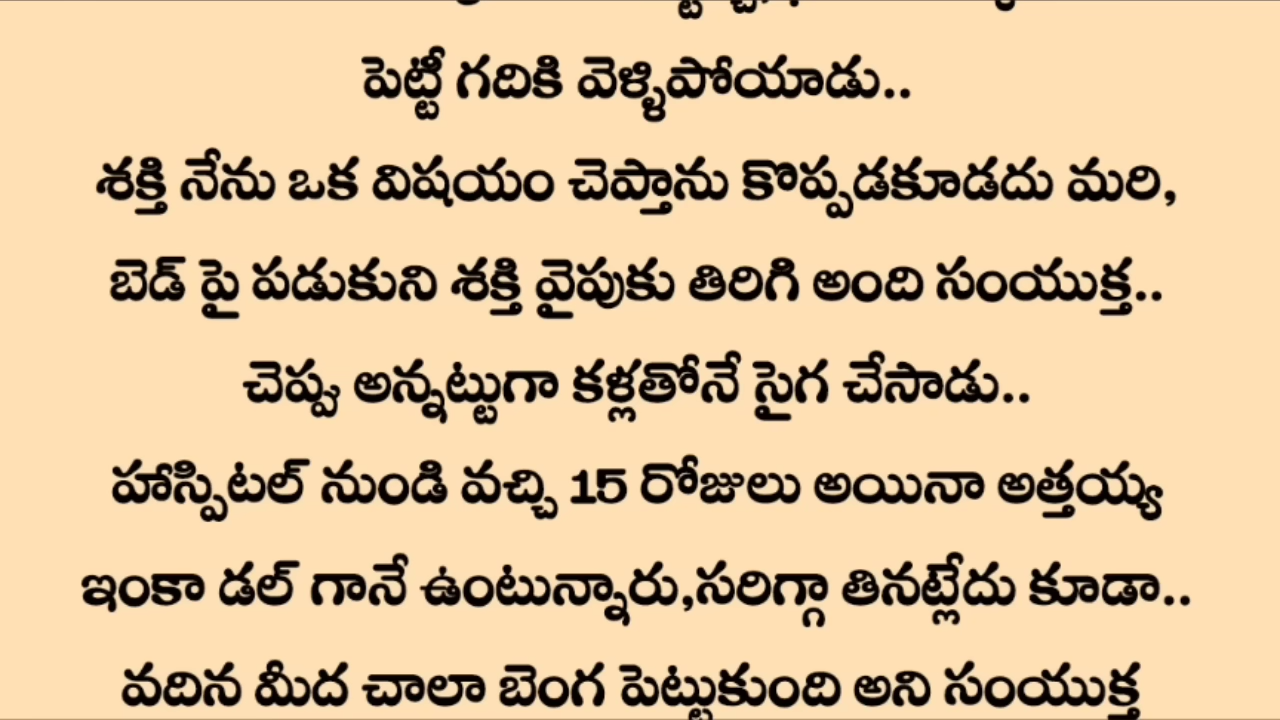 పెట్టీ గదికి వెళ్ళిపోయాడు..
శక్తి నేను ఒక విషయం చెప్తాను కొప్పడకూడదు మరి,
బెడ్ పై పడుకుని శక్తి వైపుకు తిరిగి అంది సంయుక్త..
చెప్పు అన్నట్టుగా కళ్లతోనే సైగ చేసాడు..
హాస్పిటల్ నుండి వచ్చి 15 రోజులు అయినా అత్తయ్య
ఇంకా డల్ గానే ఉంటున్నారు,సరిగ్గా తినట్లేదు కూడా..
వదిన మీద చాలా బెంగ పెట్టుకుంది అని సంయుక్త